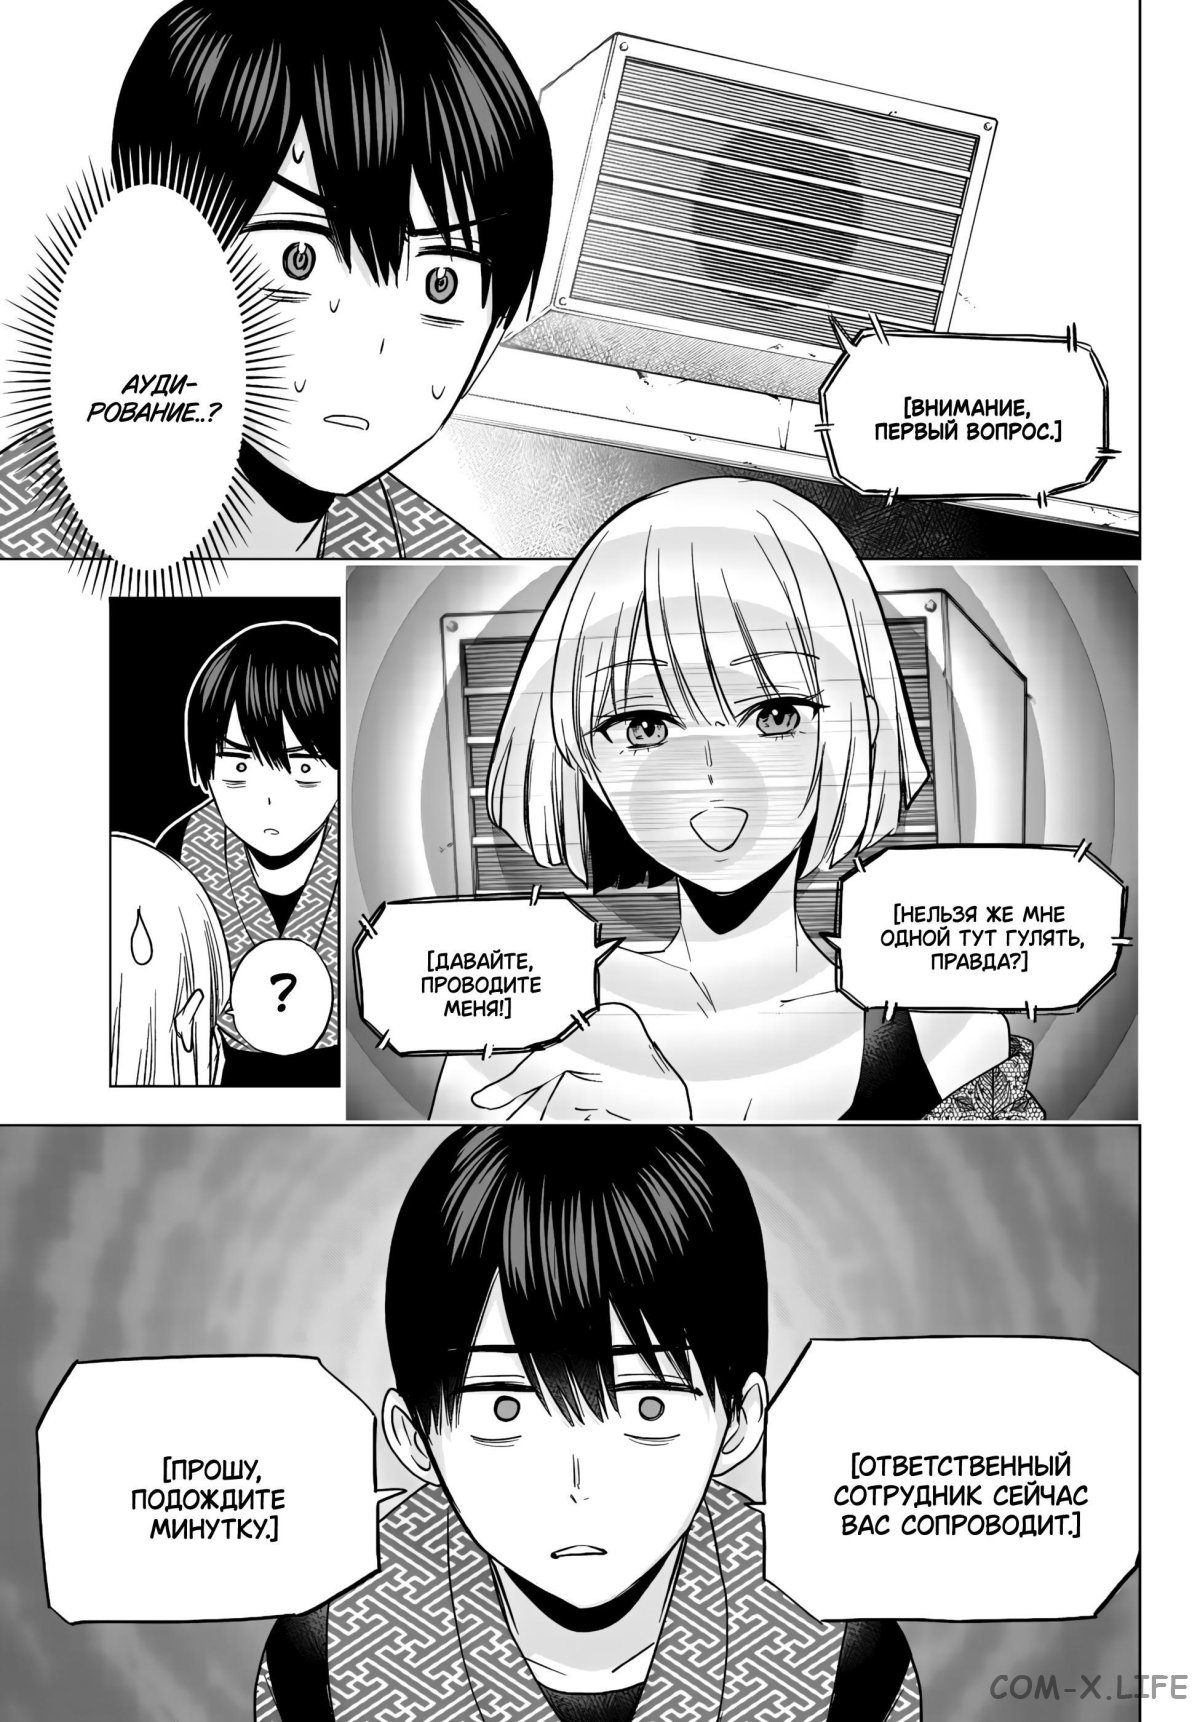 [ВНИМАНИЕ,
ПЕРВЫЙ ВОПРОС.]
АУДИ-
РОВАНИЕ..?
[НЕЛЬЗЯ ЖЕ МНЕ
ОДНОЙ ТУТ ГУЛЯТЬ,
ПРАВДА?]
[ДАВАЙТЕ,
ПРОВОДИТЕ
МЕНЯ!]
?
[ОТВЕТСТВЕННЫЙ
СОТРУДНИК СЕЙЧАС
ВАС СОПРОВОДИТ.]
[ПРОШУ,
ПОДОЖДИТЕ
МИНУТКУ.]
COM-X.LIFE